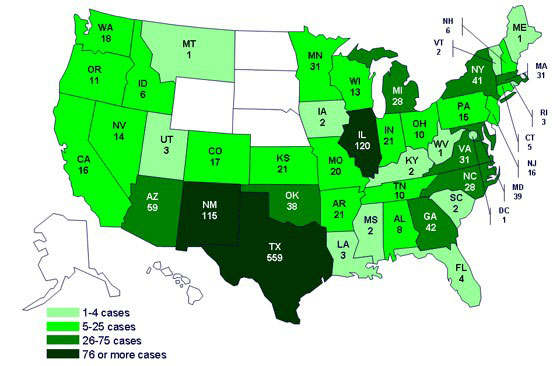 WA
18
OR
11
ID
6
MT
1
NV
14
CA
16
UT
3
AZ
59
CO
17
NM
115
TX
559
KS
21
OK
38
MN
31
IA
2
MO
20
AR
21
LA
3
WI
13
IL
120
MI
28
IN
21
OH
10
KY
2
TN
10
MS
2
AL
8
GA
42
FL
4
SC
2
NC
28
VA
31
WV
1
PA
15
NY
41
VT
2
NH
6
ME
1
MA
31
RI
3
CT
5
NJ
16
MD
39
DC
1
1-4 cases
5-25 cases
26-75 cases
76 or more cases